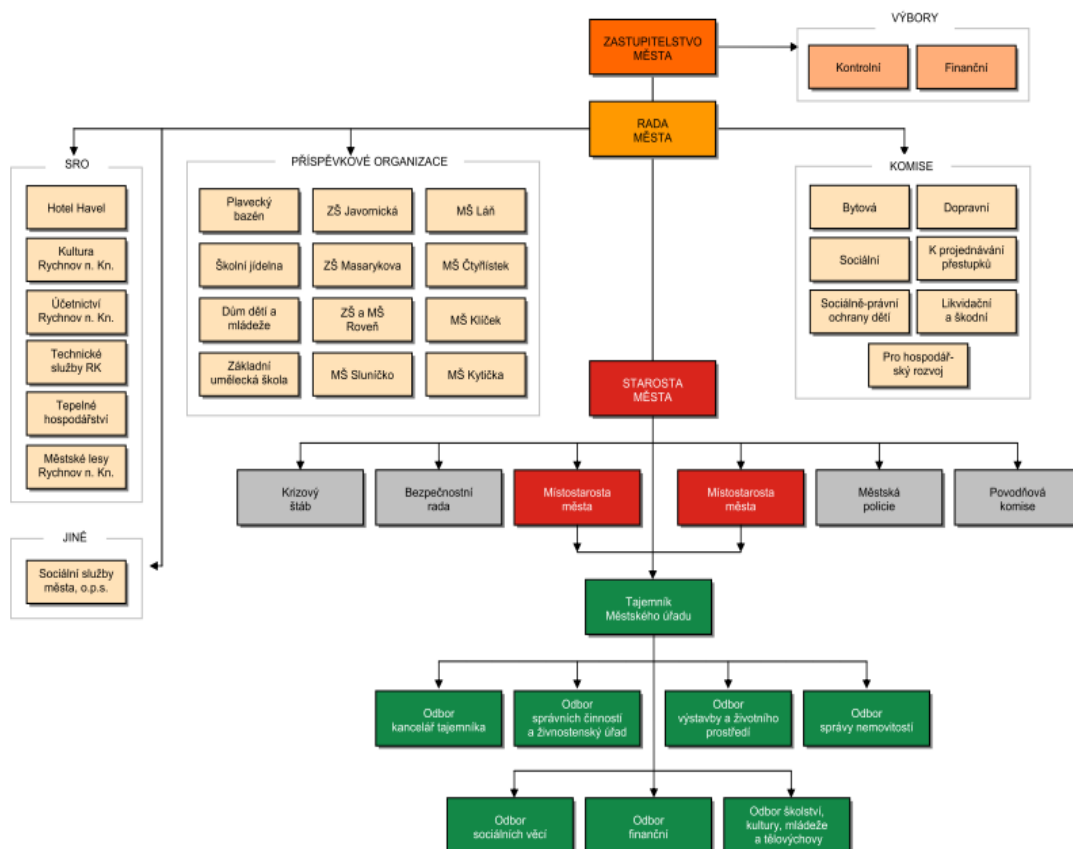 VÝBORY
ZASTUPITELSTVO
MĚSTA
Kontrolní
Finanční
RADA
MĚSTA
SRO
Hotel Havel
Kultura
Rychnov n. Kn.
Účetnictví
Rychnov n. Kn.
Technické
služby RK
Tepelné
hospodářství
Městské lesy
Rychnov n. Kn.
JINÉ
Sociální služby
města, o.p.s.
PŘÍSPĚVKOVÉ ORGANIZACE
Plavecký
bazén
ZŠ Javornická
MŠ Láň
Školní jídelna
ZŠ Masarykova
MŠ Čtyřlístek
Dům dětí a
mládeže
ZŠ a MŠ
Roveň
MŠ Klíček
Základní
umělecká škola
MŠ Sluníčko
MŠ Kytička
KOMISE
Bytová
Dopravní
Sociální
K projednávání
přestupků
Sociálně-právní
ochrany dětí
Likvidační
a škodní
Pro hospodář-
ský rozvoj
STAROSTA
MĚSTA
Krizový
štáb
Bezpečnostní
rada
Místostarosta
města
Místostarosta
města
Městská
policie
Povodňová
komise
Tajemník
Městského úřadu
Odbor
kancelář tajemníka
Odbor
správních činností
a živnostenský úřad
Odbor
výstavby a životního
prostředí
Odbor
správy nemovitostí
Odbor
sociálních věcí
Odbor
finanční
Odbor školství,
kultury, mládeže
a tělovýchovy